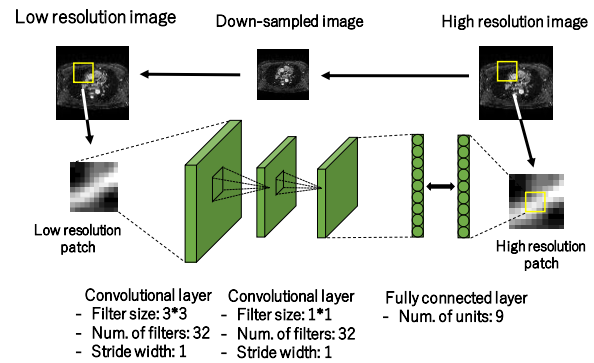 Low resolution image
Down-sampled image
High resolution image
Low resolution
patch
High resolution
patch
Convolutional layer
- Filter size: 3*3
- Num. of filters: 32
- Stride width: 1
Convolutional layer
- Filter size: 1*1
- Num. of filters: 32
- Stride width: 1
Fully connected layer
- Num. of units: 9